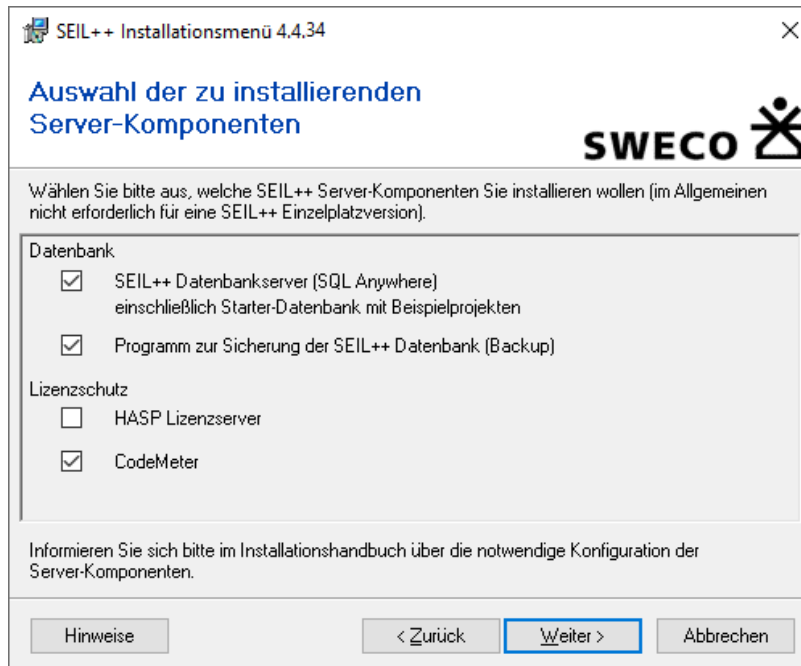 SEIL++ Installationsmenü 4.4.34
Auswahl der zu installierenden
Server-Komponenten
SWECO
Wählen Sie bitte aus, welche SEIL++ Server-Komponenten Sie installieren wollen (im Allgemeinen
nicht erforderlich für eine SEIL++ Einzelplatzversion).
Datenbank
SEIL++ Datenbankserver (SQL Anywhere)
einschließlich Starter-Datenbank mit Beispielprojekten
Programm zur Sicherung der SEIL++ Datenbank (Backup)
Lizenzschutz
HASP Lizenzserver
CodeMeter
Informieren Sie sich bitte im Installationshandbuch über die notwendige Konfiguration der
Server-Komponenten.
Hinweise < Zurück Weiter > Abbrechen